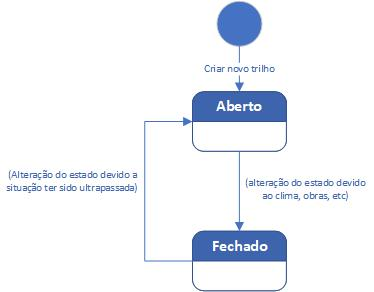 Criar novo trilho
Aberto
(Alteração do estado devido a
situação ter sido ultrapassada)
(alteração do estado devido
ao clima, obras, etc)
Fechado